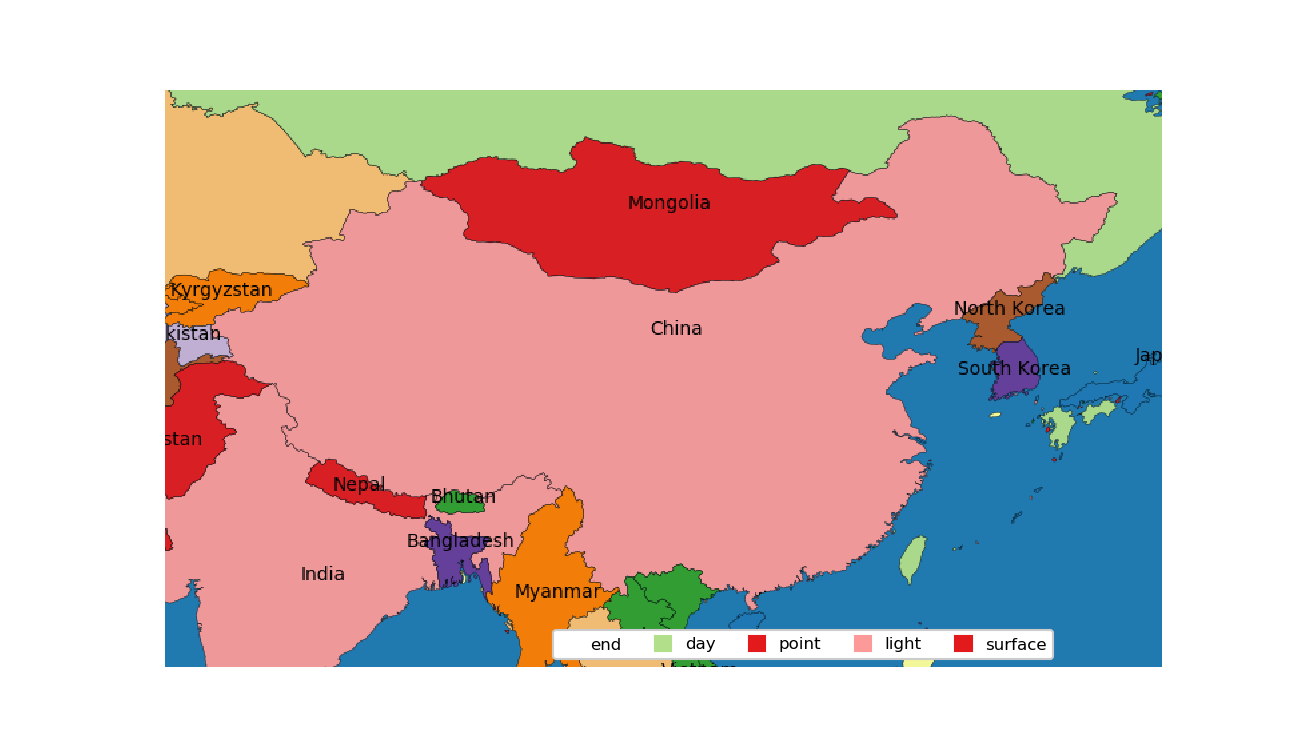 Mongolia
Kyrgyzstan
North Korea
China
kistan
Jap
South Korea
stan
Nepal
Bhutan
Bangladesh
India
Myanmar
end day point light surface
Vietnam